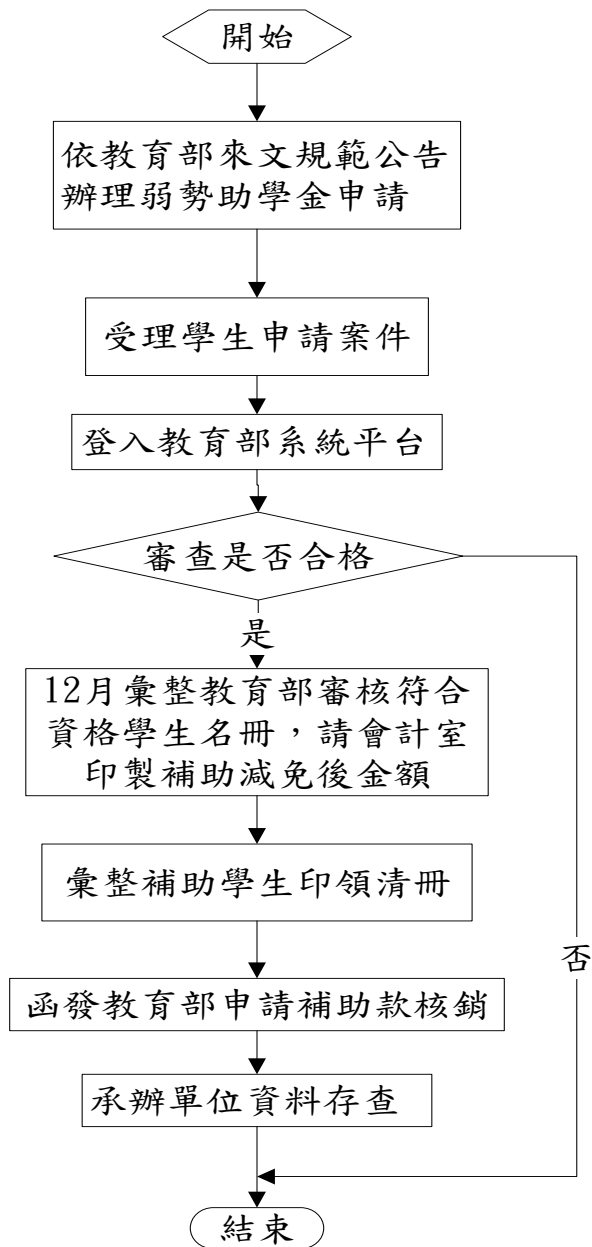 開始
依教育部來文規範公告
辦理弱勢助學金申請
受理學生申請案件
登入教育部系統平台
審查是否合格
是
12月彙整教育部審核符合
資格學生名冊，請會計室
印製補助減免後金額
彙整補助學生印領清冊
否
函發教育部申請補助款核銷
承辦單位資料存查
結束